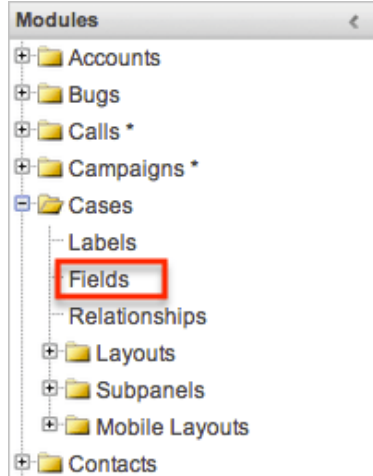 Modules
Accounts
Bugs
Calls *
Campaigns *
Cases
Labels
Fields
Relationships
Layouts
Subpanels
Mobile Layouts
Contacts